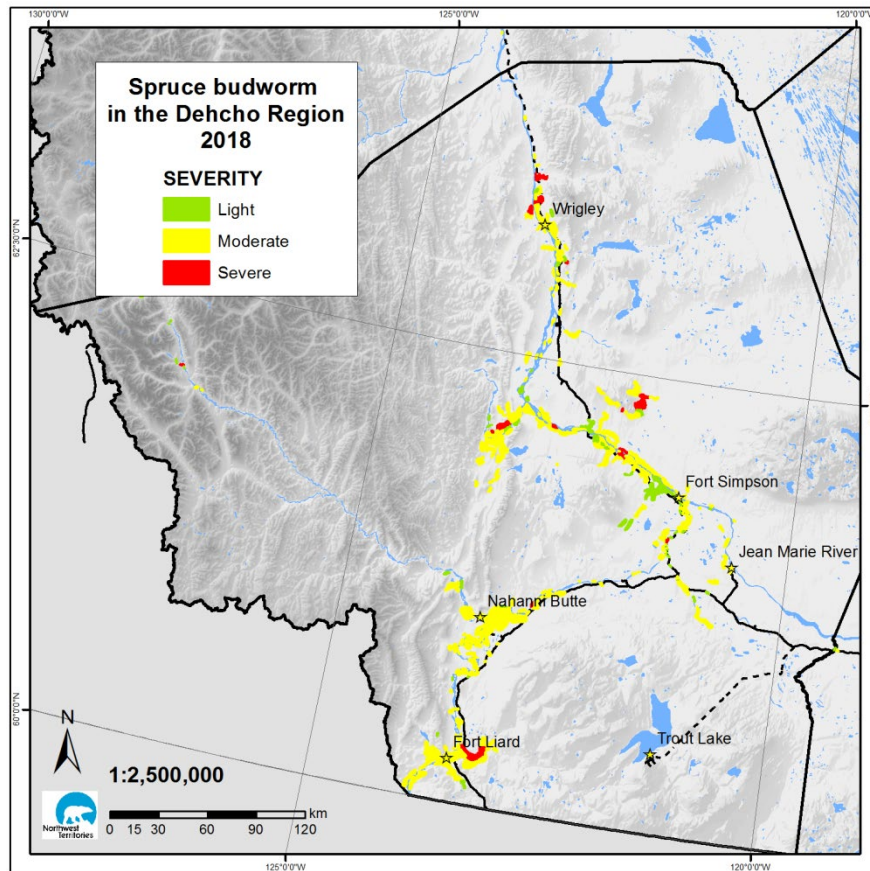 130°0'0"W
125°0'0"W
120°0'0"W
Spruce budworm
in the Dehcho Region
2018
SEVERITY
Light
Moderate
Severe
62°30'0"N
Wrigley
Fort Simpson
Jean Marie River
Nahanni Butte
60°0'0"N
N
Fort Liard
Trout Lake
1:2,500,000
km
0 15 30 60 90 120
Northwest
Territories
125°0'0"W
120°0'0"W